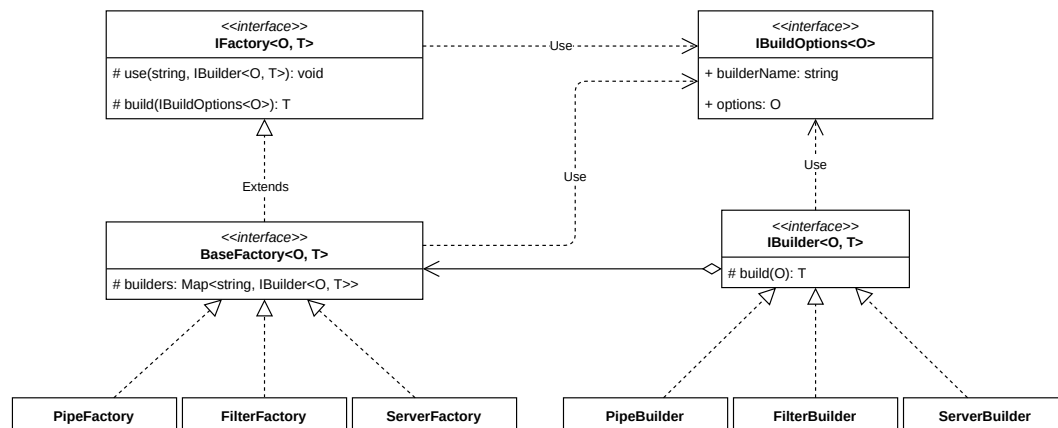 <<interface>>
IFactory<O, T>
# use(string, IBuilder<O, T>): void
# build(IBuildOptions<O>): T
Use
<<interface>>
IBuildOptions<O>
+ builderName: string
+ options: O
Extends
Use
Use
<<interface>>
BaseFactory<O, T>
# builders: Map<string, IBuilder<O, T>>
<<interface>>
IBuilder<O, T>
# build(O): T
PipeFactory
FilterFactory
ServerFactory
PipeBuilder
FilterBuilder
ServerBuilder